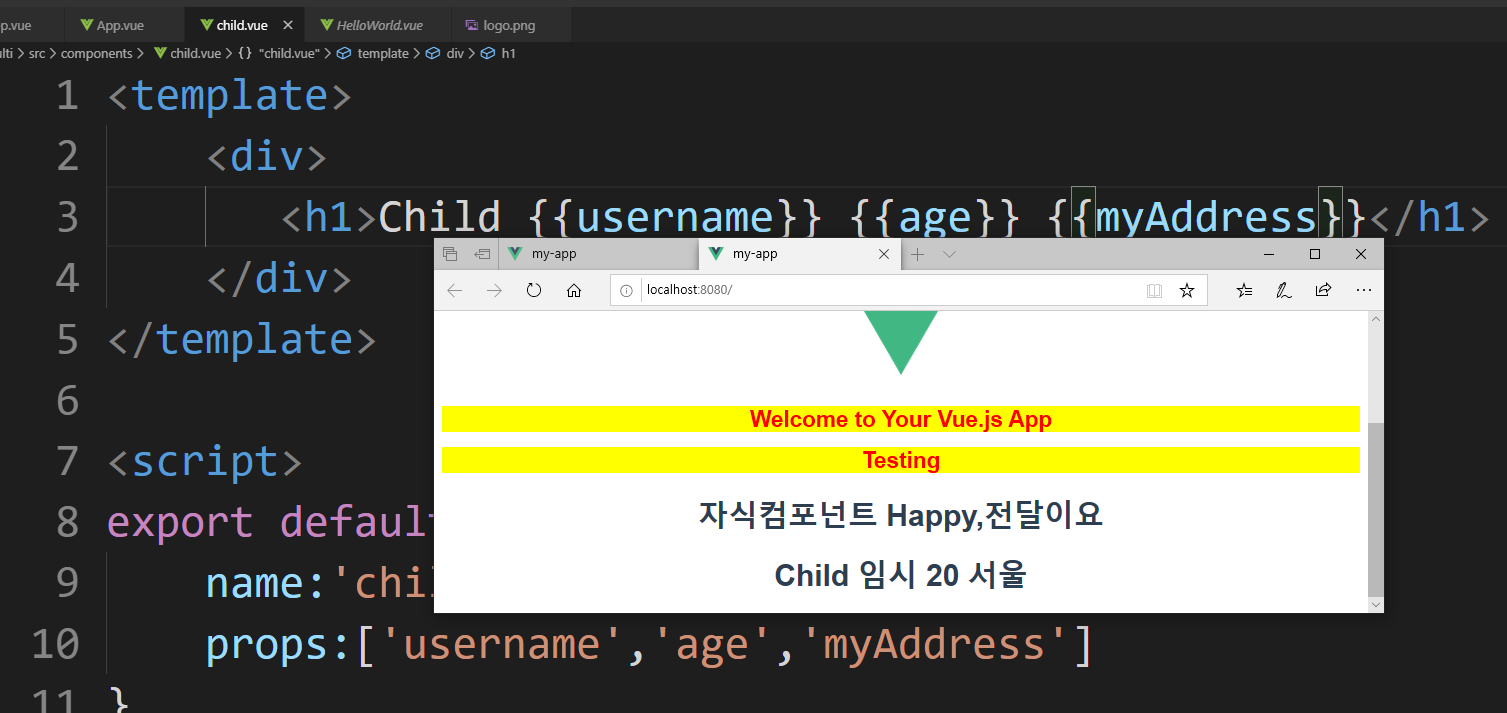 p.vue App.vue child.vue HelloWorld.vue logo.png
ulti > src > components > child.vue > {} "child.vue" > template > div > h1
1 <template>
2 <div>
3 <h1>Child {{username}} {{age}} {{myAddress}}</h1>
my-app my-app
4 </div>
localhost:8080/
5 </template>
6
Welcome to Your Vue.js App
7 <script>
Testing
8 export default
자식컴포넌트 Happy,전달이요
9 name:'chil
Child 임시 20 서울
10 props:['username','age','myAddress']
11 }